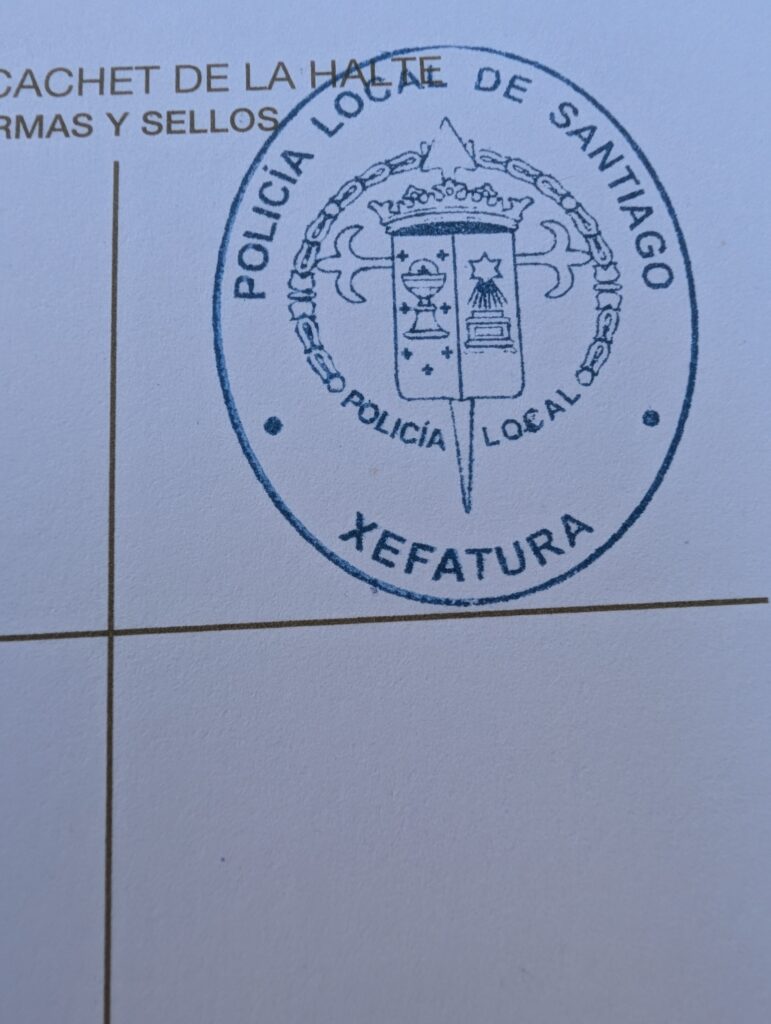 CACHET DE LA HALTE
RMAS Y SELLOS
POLICÍA LOCAL DE SANTIAGO
POLICÍA LOCAL
XEFATURA